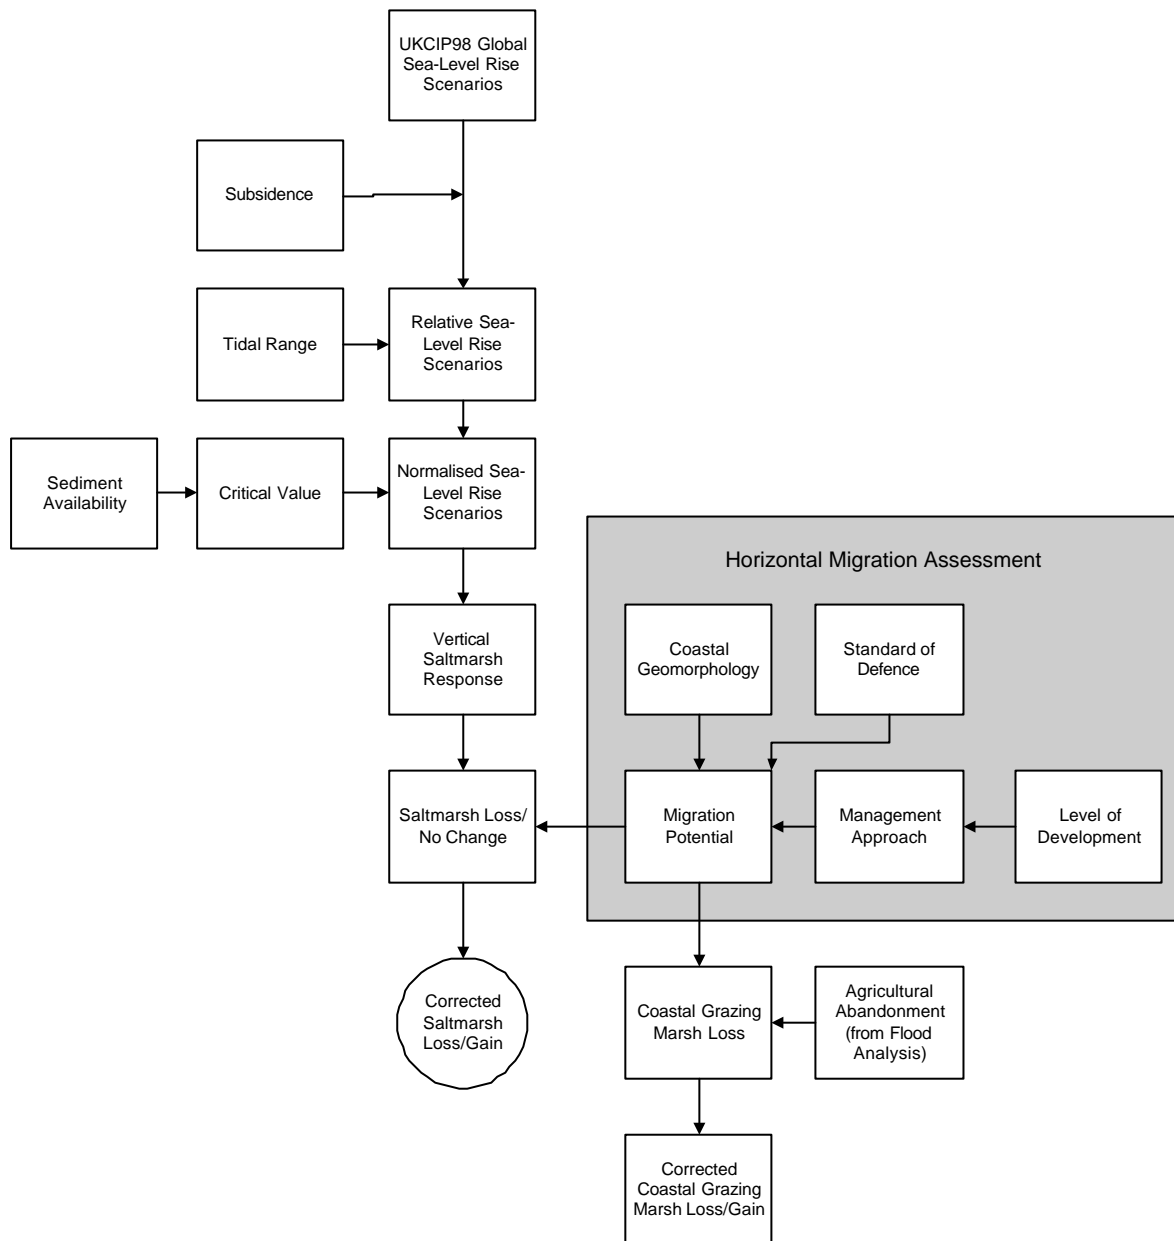 UKCIP98 Global
Sea-Level Rise
Scenarios
Subsidence
Tidal Range
Relative Sea-
Level Rise
Scenarios
Sediment
Availability
Critical Value
Normalised Sea-
Level Rise
Scenarios
Horizontal Migration Assessment
Vertical
Saltmarsh
Response
Coastal
Geomorphology
Standard of
Defence
Saltmarsh Loss/
No Change
Migration
Potential
Management
Approach
Level of
Development
Corrected
Saltmarsh
Loss/Gain
Coastal Grazing
Marsh Loss
Agricultural
Abandonment
(from Flood
Analysis)
Corrected
Coastal Grazing
Marsh Loss/Gain